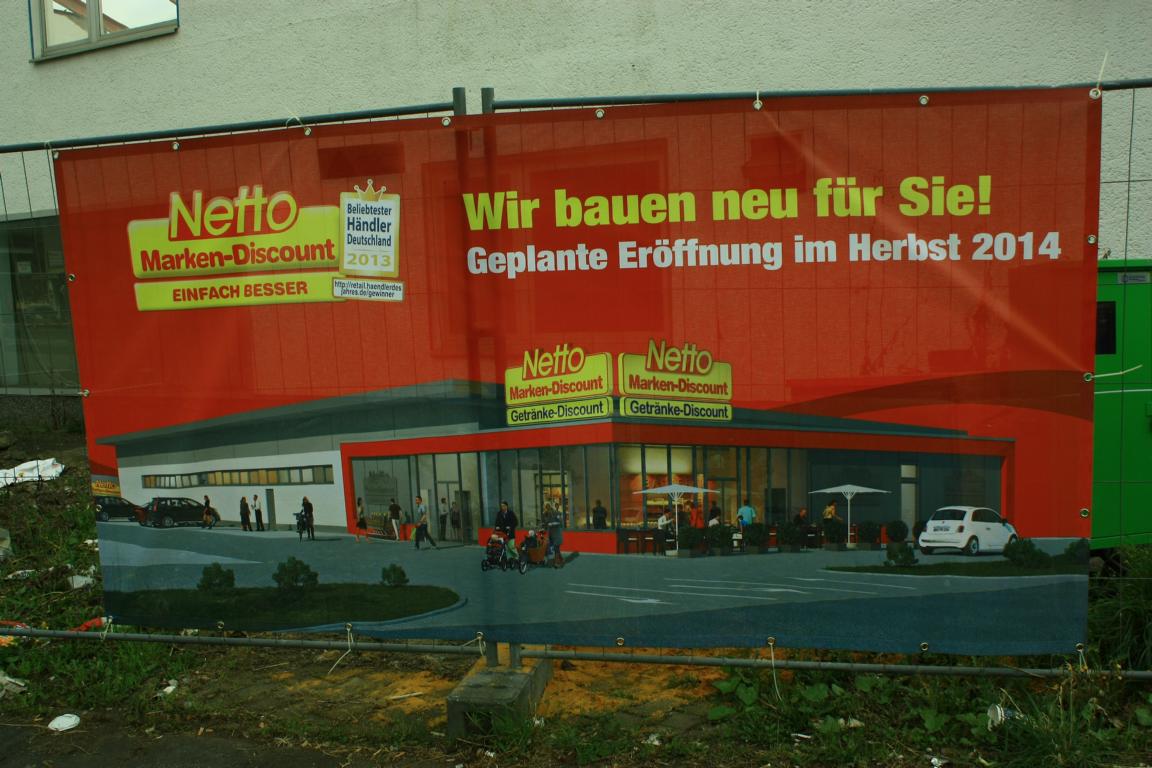 Netto
Marken-Discount
EINFACH BESSER
Beliebtester
Händler
Deutschland
2013
http://retail.haendlerdes
jahres.de/gewinner
Wir bauen neu für Sie!
Geplante Eröffnung im Herbst 2014
Netto
Marken-Discount
Getränke-Discount
Netto
Marken-Discount
Getränke-Discount